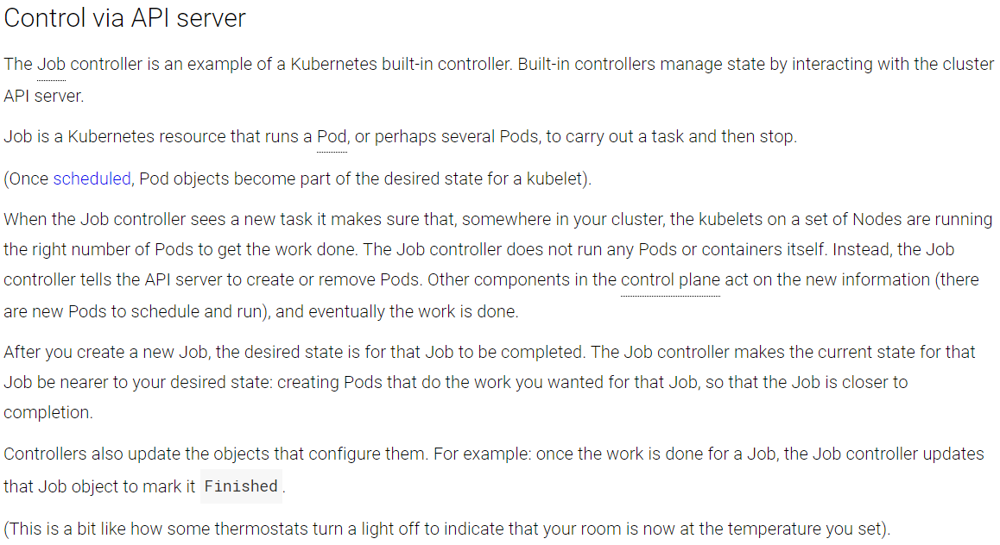 Control via API server
The Job controller is an example of a Kubernetes built-in controller. Built-in controllers manage state by interacting with the cluster
API server.
Job is a Kubernetes resource that runs a Pod, or perhaps several Pods, to carry out a task and then stop.
(Once scheduled, Pod objects become part of the desired state for a kubelet).
When the Job controller sees a new task it makes sure that, somewhere in your cluster, the kubelets on a set of Nodes are running
the right number of Pods to get the work done. The Job controller does not run any Pods or containers itself. Instead, the Job
controller tells the API server to create or remove Pods. Other components in the control plane act on the new information (there
are new Pods to schedule and run), and eventually the work is done.
After you create a new Job, the desired state is for that Job to be completed. The Job controller makes the current state for that
Job be nearer to your desired state: creating Pods that do the work you wanted for that Job, so that the Job is closer to
completion.
Controllers also update the objects that configure them. For example: once the work is done for a Job, the Job controller updates
that Job object to mark it Finished.
(This is a bit like how some thermostats turn a light off to indicate that your room is now at the temperature you set).